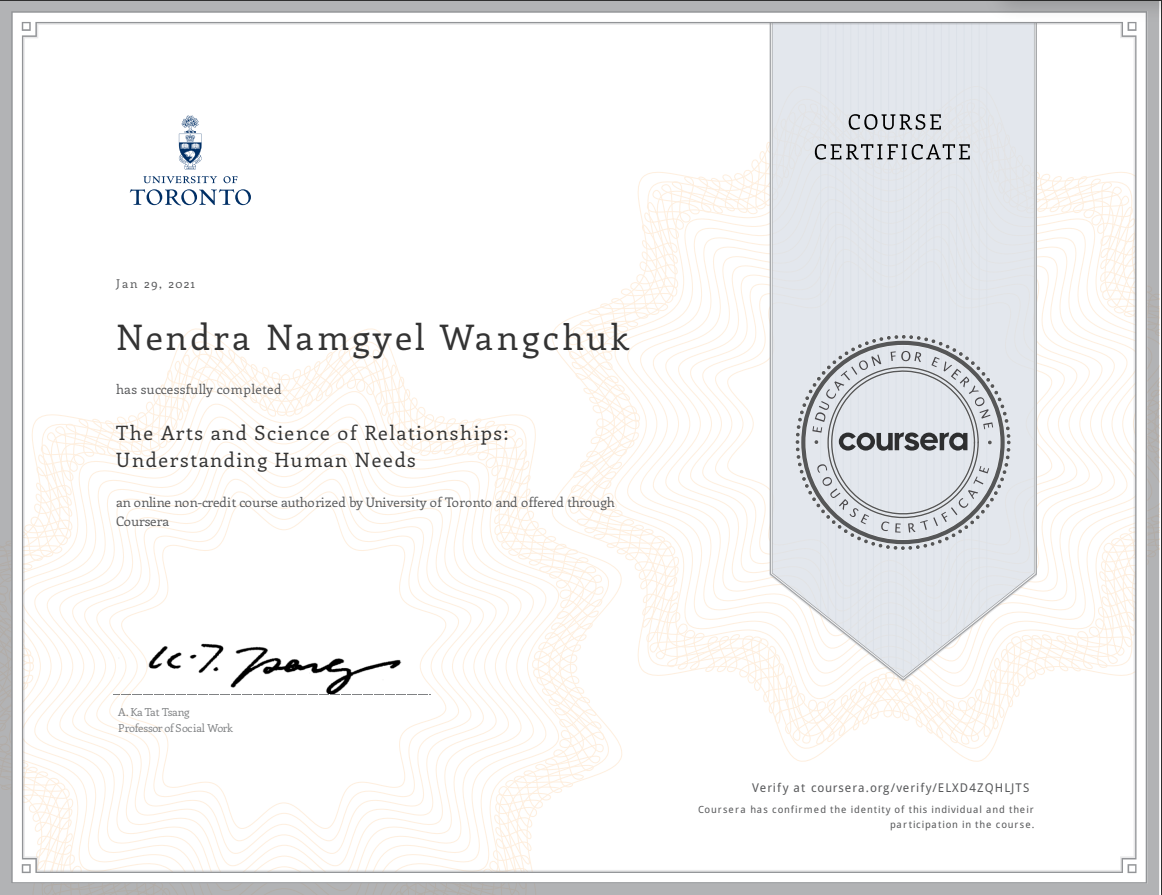 COURSE
CERTIFICATE
UNIVERSITY OF
TORONTO
Jan 29, 2021
Nendra Namgyel Wangchuk
has successfully completed
The Arts and Science of Relationships:
Understanding Human Needs
an online non-credit course authorized by University of Toronto and offered through
Coursera
EDUCATION FOR EVERYONE
coursera
COURSE CERTIFICATE
K.T. Tsang
A. Ka Tat Tsang
Professor of Social Work
Verify at coursera.org/verify/ELXD4ZQHLJTS
Coursera has confirmed the identity of this individual and their
participation in the course.